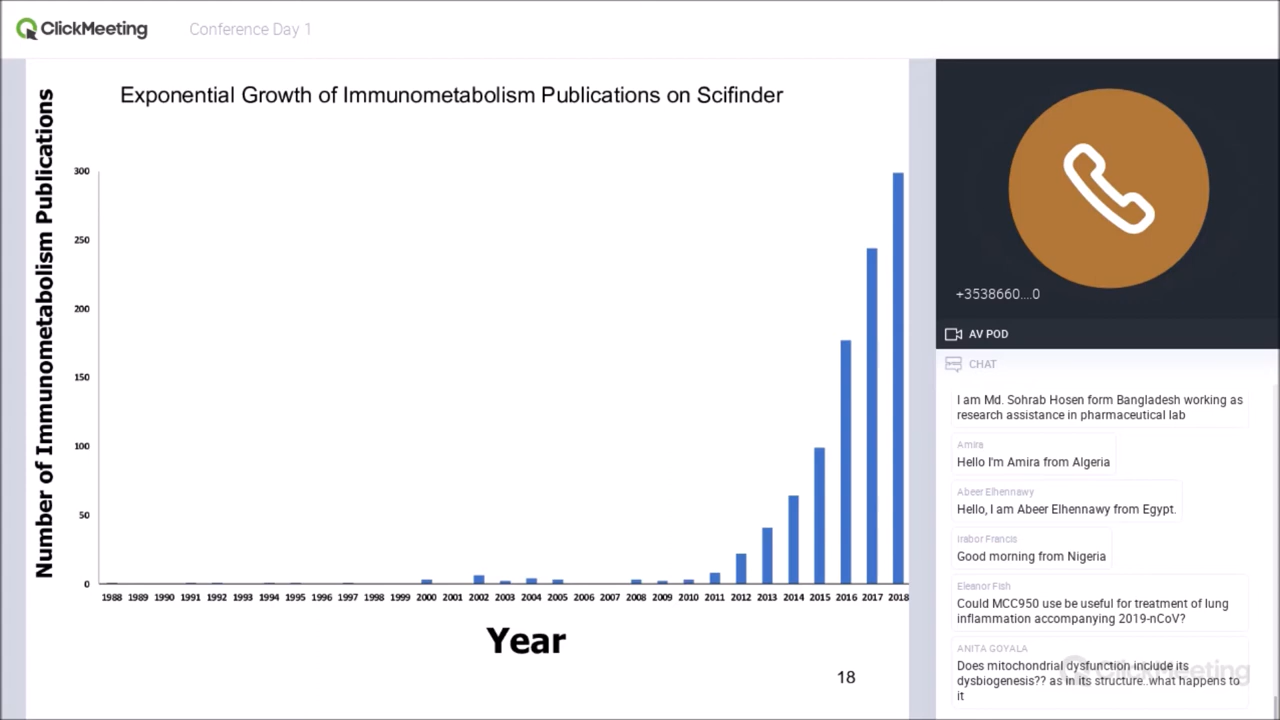 ClickMeeting
Conference Day 1
Exponential Growth of Immunometabolism Publications on Scifinder
Number of Immunometabolism Publications
300
250
200
150
100
50
0
1988 1989 1990 1991 1992 1993 1994 1995 1996 1997 1998 1999 2000 2001 2002 2003 2004 2005 2006 2007 2008 2009 2010 2011 2012 2013 2014 2015 2016 2017 2018
Year
18
+3538660....0
AV POD
CHAT
I am Md. Sohrab Hosen form Bangladesh working as
research assistance in pharmaceutical lab
Amira
Hello I'm Amira from Algeria
Abeer Elhennawy
Hello, I am Abeer Elhennawy from Egypt.
Irabor Francis
Good morning from Nigeria
Eleanor Fish
Could MCC950 use be useful for treatment of lung
inflammation accompanying 2019-nCoV?
ANITA GOYALA
Does mitochondrial dysfunction include its
dysbiogenesis?? as in its structure..what happens to
it
ClickMeeting